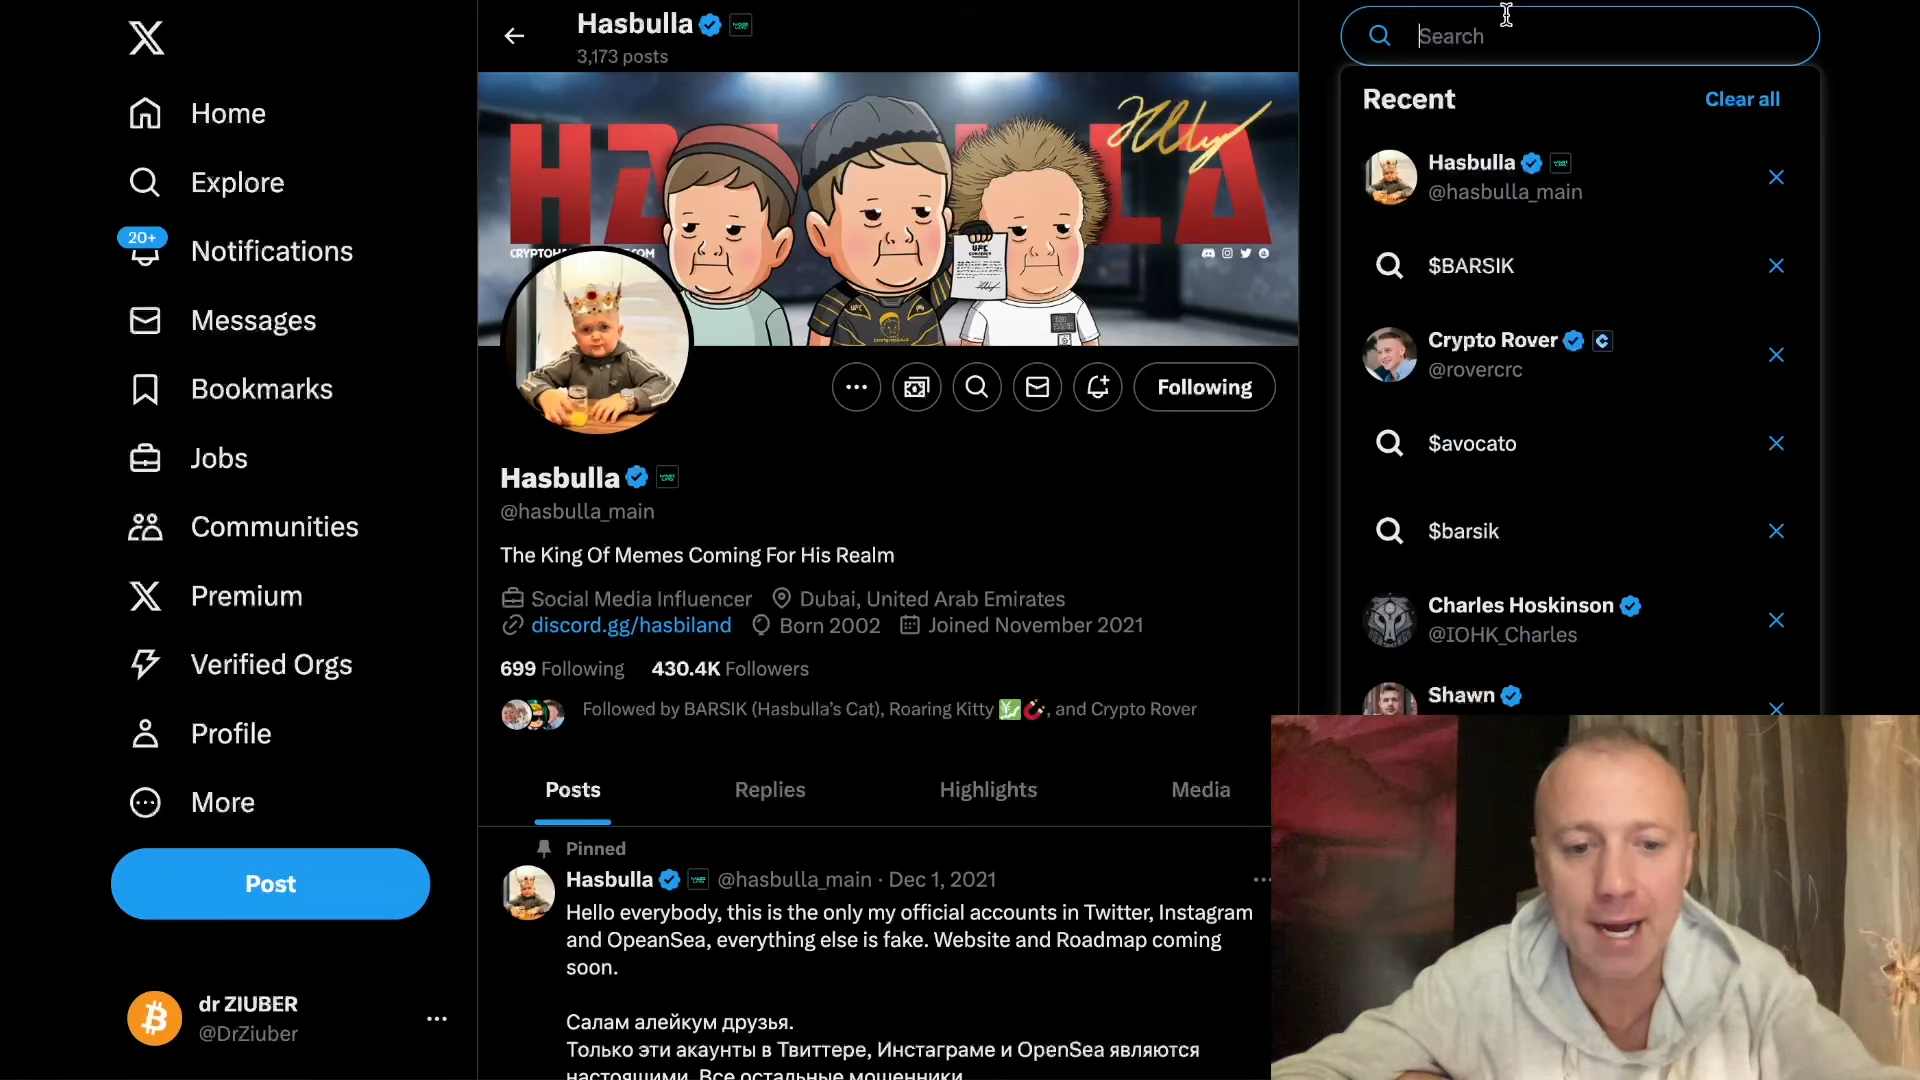 Home
Explore
20+
Notifications
Messages
Bookmarks
Jobs
Communities
Premium
Verified Orgs
Profile
More
Post
dr ZIUBER
@DrZiuber
Hasbulla
3,173 posts
UFC
Following
Hasbulla
@hasbulla_main
The King Of Memes Coming For His Realm
Social Media Influencer Dubai, United Arab Emirates
discord.gg/hasbiland Born 2002 Joined November 2021
699 Following 430.4K Followers
Followed by BARSIK (Hasbulla’s Cat), Roaring Kitty, and Crypto Rover
Posts Replies Highlights Media
Pinned
Hasbulla @hasbulla_main · Dec 1, 2021
Hello everybody, this is the only my official accounts in Twitter, Instagram
and OpeanSea, everything else is fake. Website and Roadmap coming
soon.
Салам алейкум друзья.
Только эти акаунты в Твиттере, Инстаграме и OpenSea являются
настоящими. Все остальные мошенники
Search
Recent Clear all
Hasbulla
@hasbulla_main
$BARSIK
Crypto Rover
@rovercrc
$avocato
$barsik
Charles Hoskinson
@IOHK_Charles
Shawn